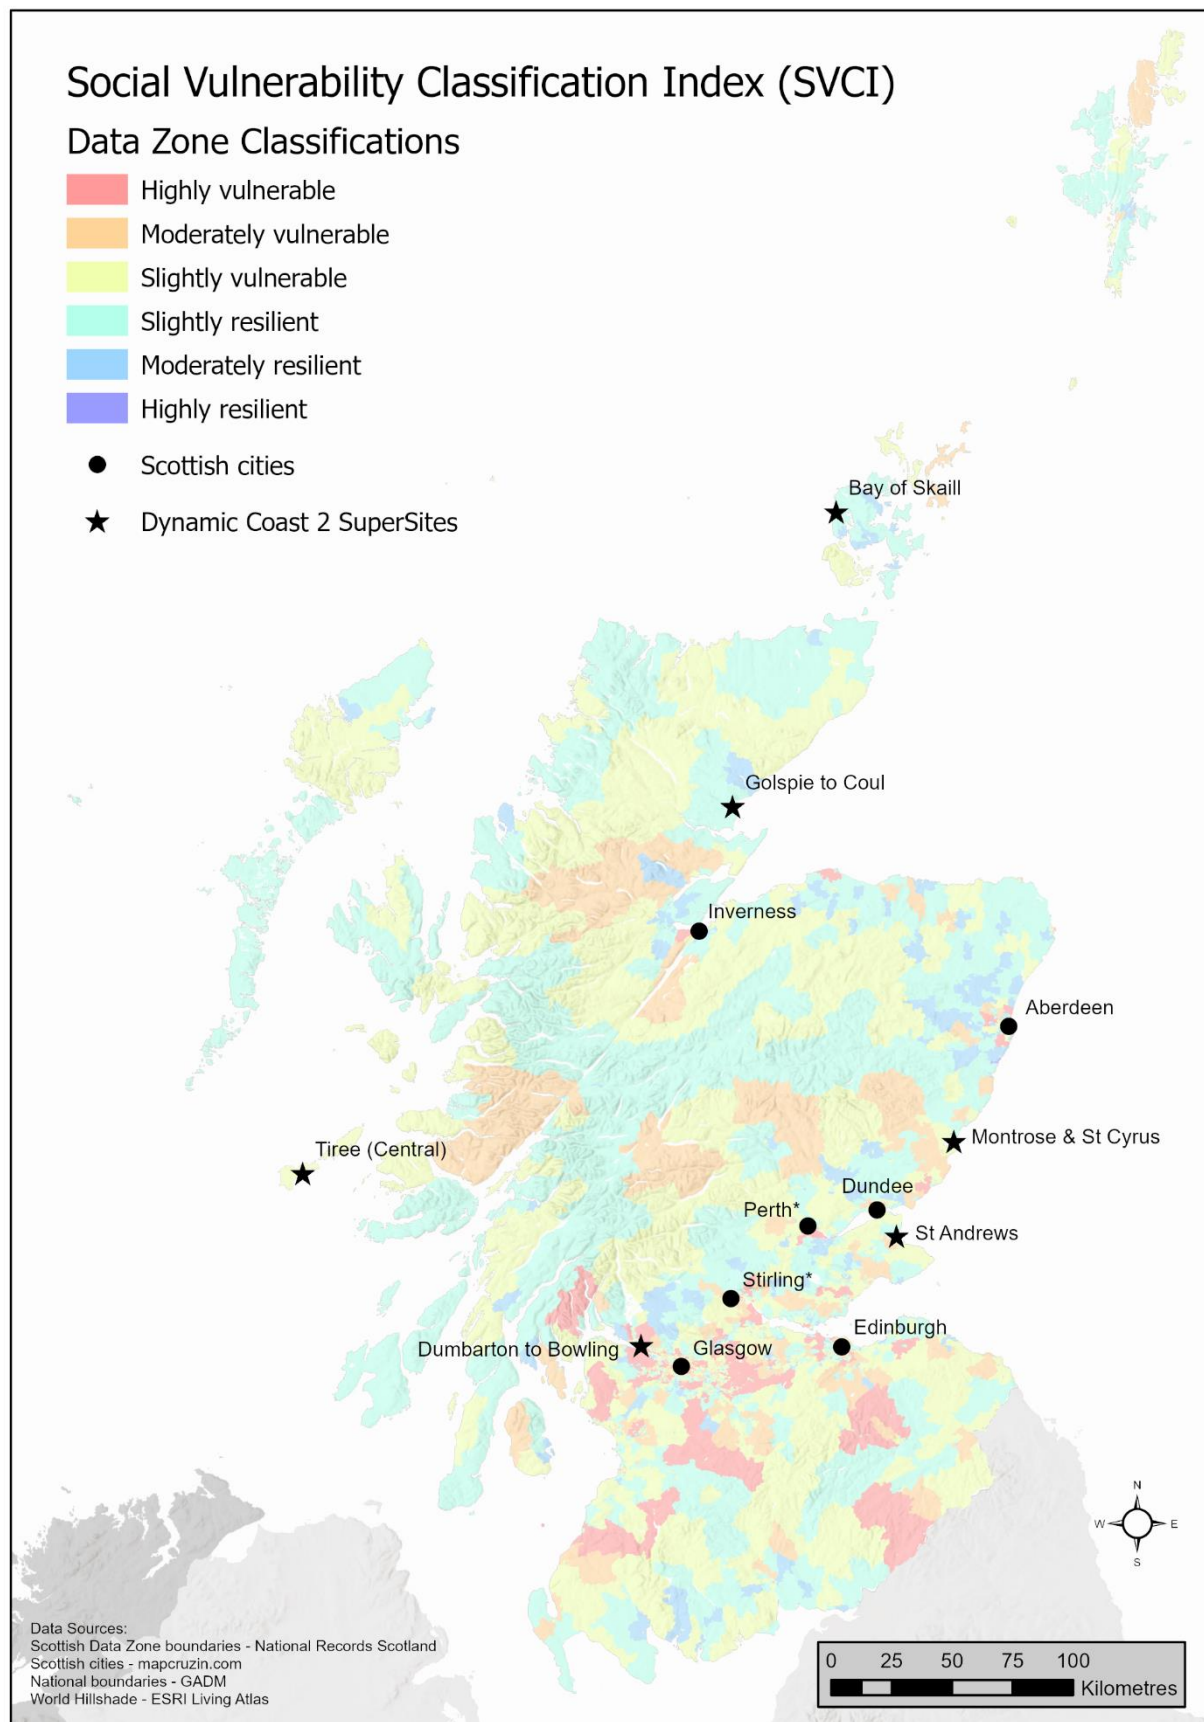 Social Vulnerability Classification Index (SVCI)
Data Zone Classifications
Highly vulnerable
Moderately vulnerable
Slightly vulnerable
Slightly resilient
Moderately resilient
Highly resilient
Scottish cities
Dynamic Coast 2 SuperSites
Bay of Skaill
Golspie to Coul
Inverness
Aberdeen
Tiree (Central)
Montrose & St Cyrus
Dundee
Perth*
St Andrews
Stirling*
Edinburgh
Dumbarton to Bowling
Glasgow
N
W
E
S
Data Sources:
Scottish Data Zone boundaries - National Records Scotland
Scottish cities - mapcruzin.com
National boundaries - GADM
World Hillshade - ESRI Living Atlas
0 25 50 75 100
Kilometres